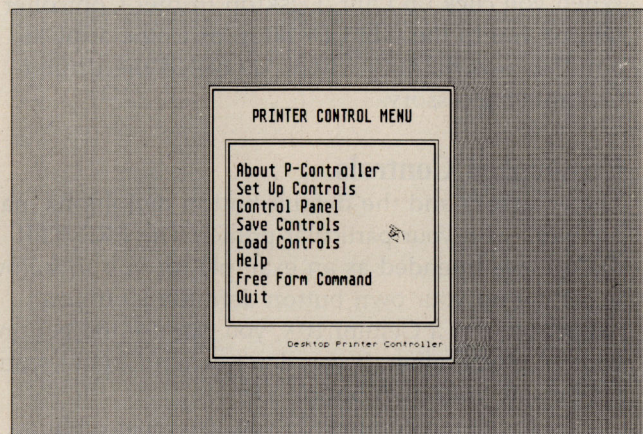 PRINTER CONTROL MENU
About P-Controller
Set Up Controls
Control Panel
Save Controls
Load Controls
Help
Free Form Command
Quit
Desktop Printer Controller